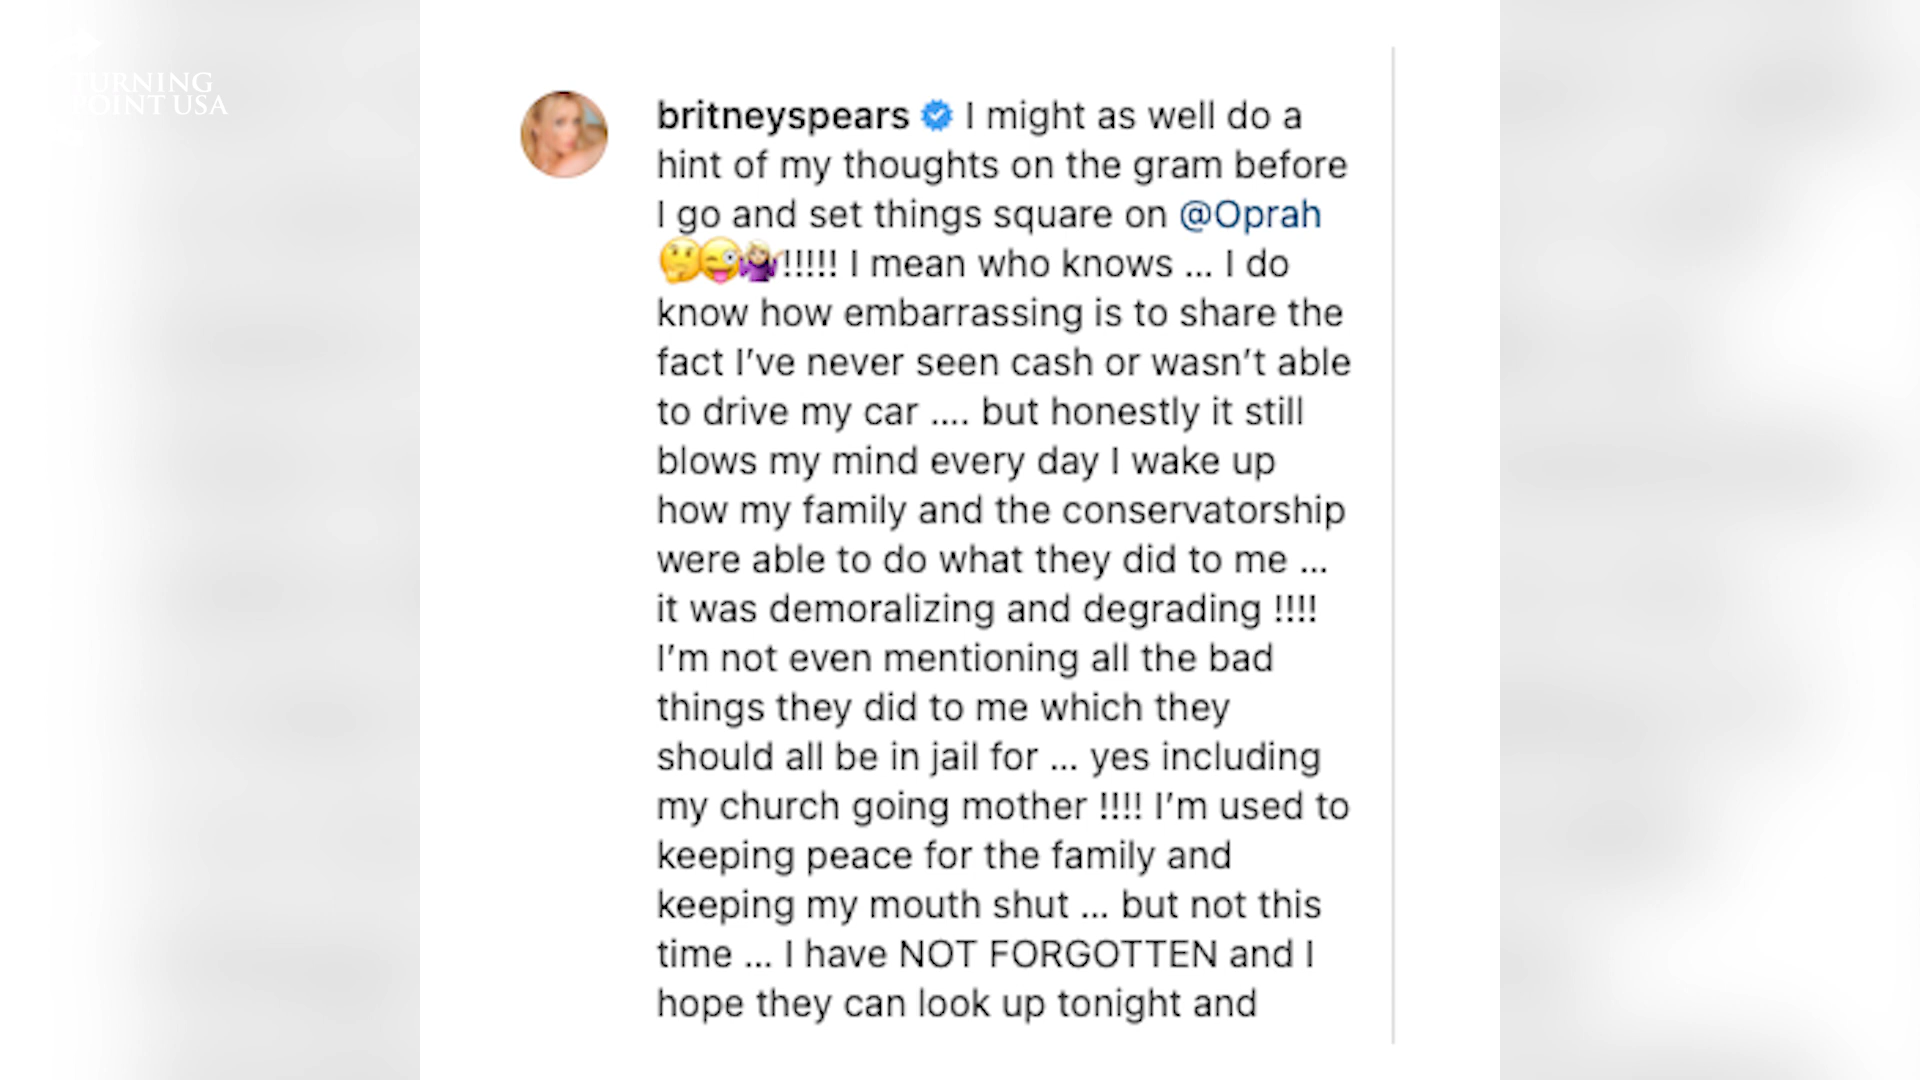 TURNING
POINT USA
britneyspears I might as well do a
hint of my thoughts on the gram before
I go and set things square on @Oprah
🤔😜🤷🏼‍♀️!!!!! I mean who knows ... I do
know how embarrassing is to share the
fact I’ve never seen cash or wasn’t able
to drive my car .... but honestly it still
blows my mind every day I wake up
how my family and the conservatorship
were able to do what they did to me ...
it was demoralizing and degrading !!!!
I’m not even mentioning all the bad
things they did to me which they
should all be in jail for ... yes including
my church going mother !!!! I’m used to
keeping peace for the family and
keeping my mouth shut ... but not this
time ... I have NOT FORGOTTEN and I
hope they can look up tonight and